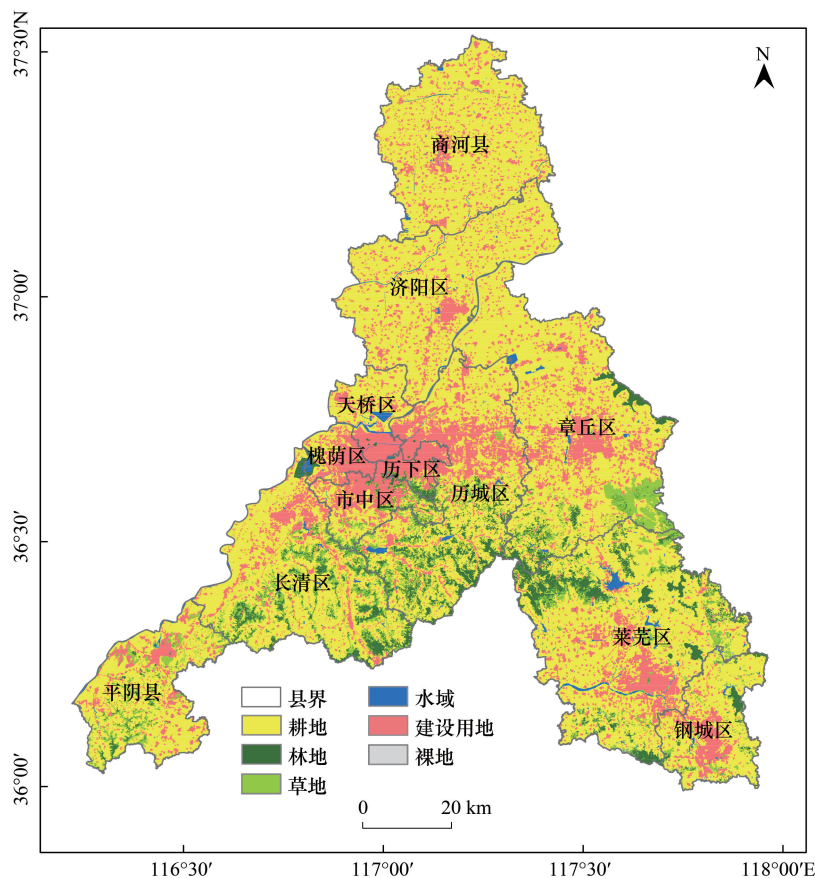 37°30′N
N
商河县
37°00′
济阳区
天桥区
章丘区
槐荫区
历下区
市中区
历城区
36°30′
长清区
莱芜区
平阴县
钢城区
县界
水域
耕地
建设用地
林地
裸地
草地
36°00′
0
20 km
116°30′
117°00′
117°30′
118°00′E